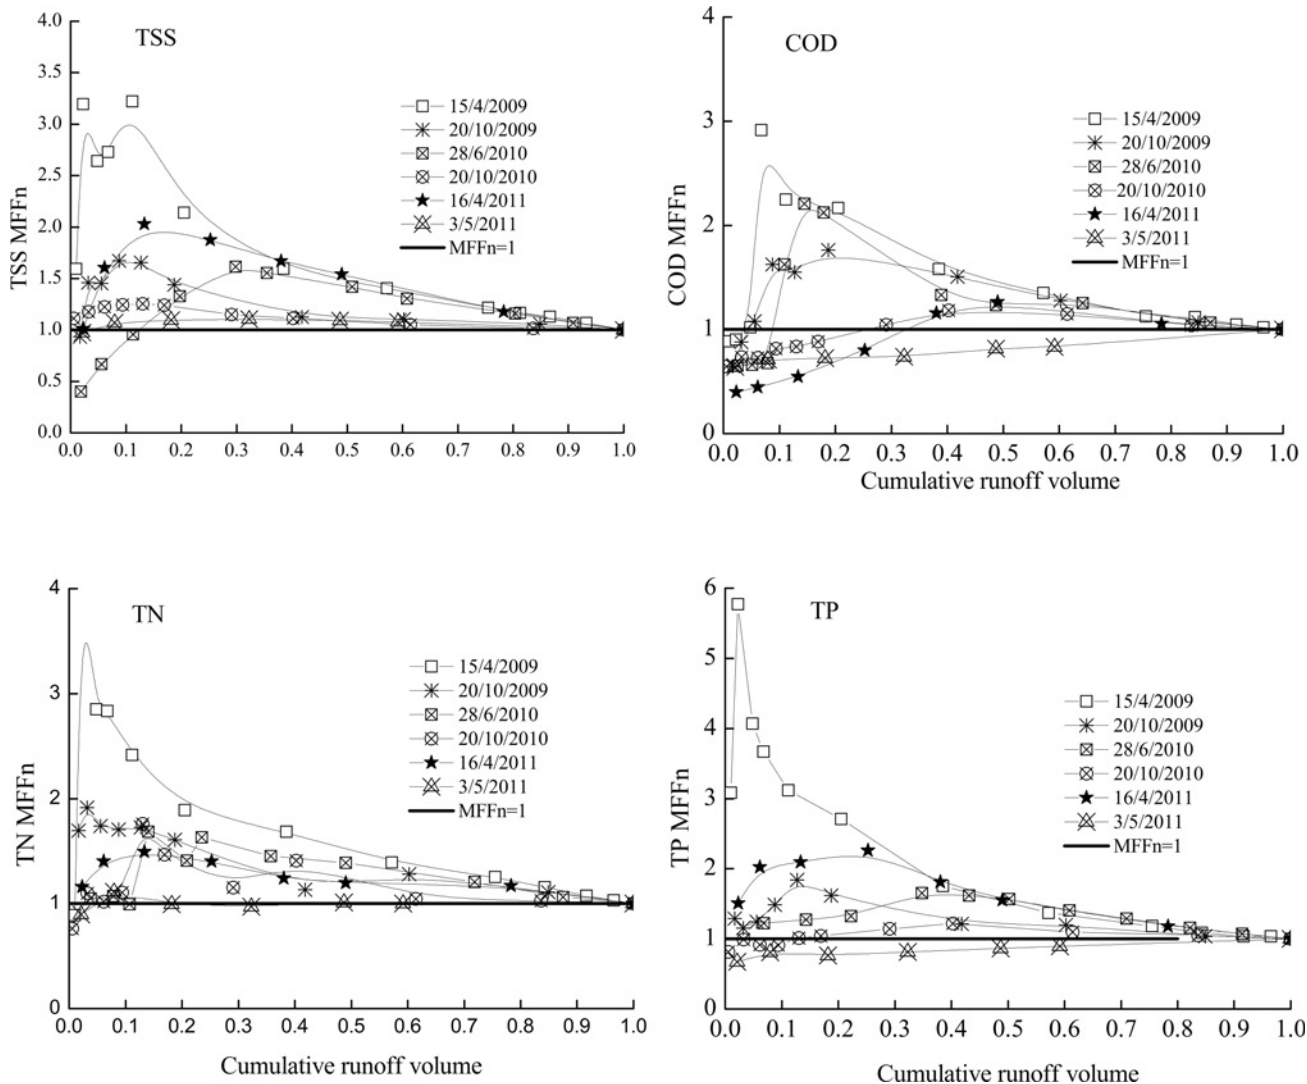 TSS
4.0
3.5
3.0
2.5
2.0
1.5
1.0
0.5
0.0
TSS MFFn
15/4/2009
20/10/2009
28/6/2010
20/10/2010
16/4/2011
3/5/2011
MFFn=1
0.0 0.1 0.2 0.3 0.4 0.5 0.6 0.7 0.8 0.9 1.0
COD
4
3
2
1
0
COD MFFn
15/4/2009
20/10/2009
28/6/2010
20/10/2010
16/4/2011
3/5/2011
MFFn=1
0.0 0.1 0.2 0.3 0.4 0.5 0.6 0.7 0.8 0.9 1.0
Cumulative runoff volume
TN
4
3
2
1
0
TN MFFn
15/4/2009
20/10/2009
28/6/2010
20/10/2010
16/4/2011
3/5/2011
MFFn=1
0.0 0.1 0.2 0.3 0.4 0.5 0.6 0.7 0.8 0.9 1.0
Cumulative runoff volume
TP
6
5
4
3
2
1
0
TP MFFn
15/4/2009
20/10/2009
28/6/2010
20/10/2010
16/4/2011
3/5/2011
MFFn=1
0.0 0.1 0.2 0.3 0.4 0.5 0.6 0.7 0.8 0.9 1.0
Cumulative runoff volume